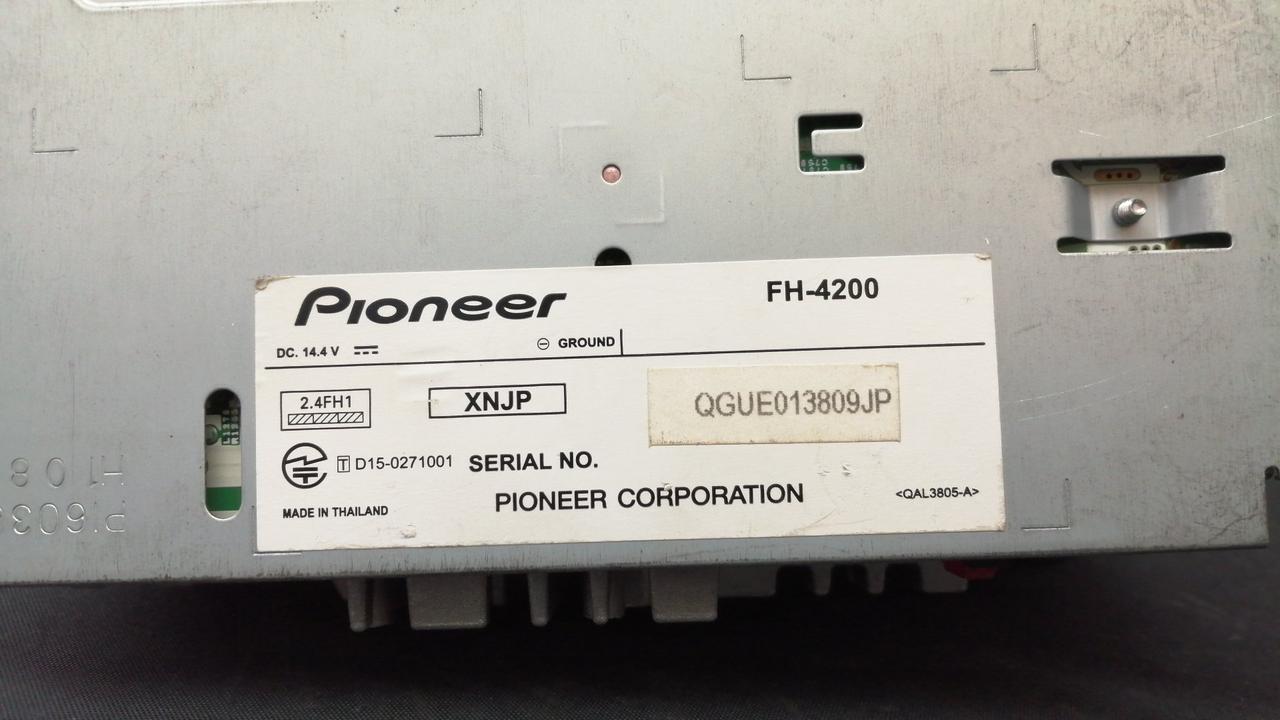 Pioneer
FH-4200
DC. 14.4 V
⊖ GROUND
2.4FH1
XNJP
QGUE013809JP
T D15-0271001
SERIAL NO.
MADE IN THAILAND
PIONEER CORPORATION
<QAL3805-A>
H108